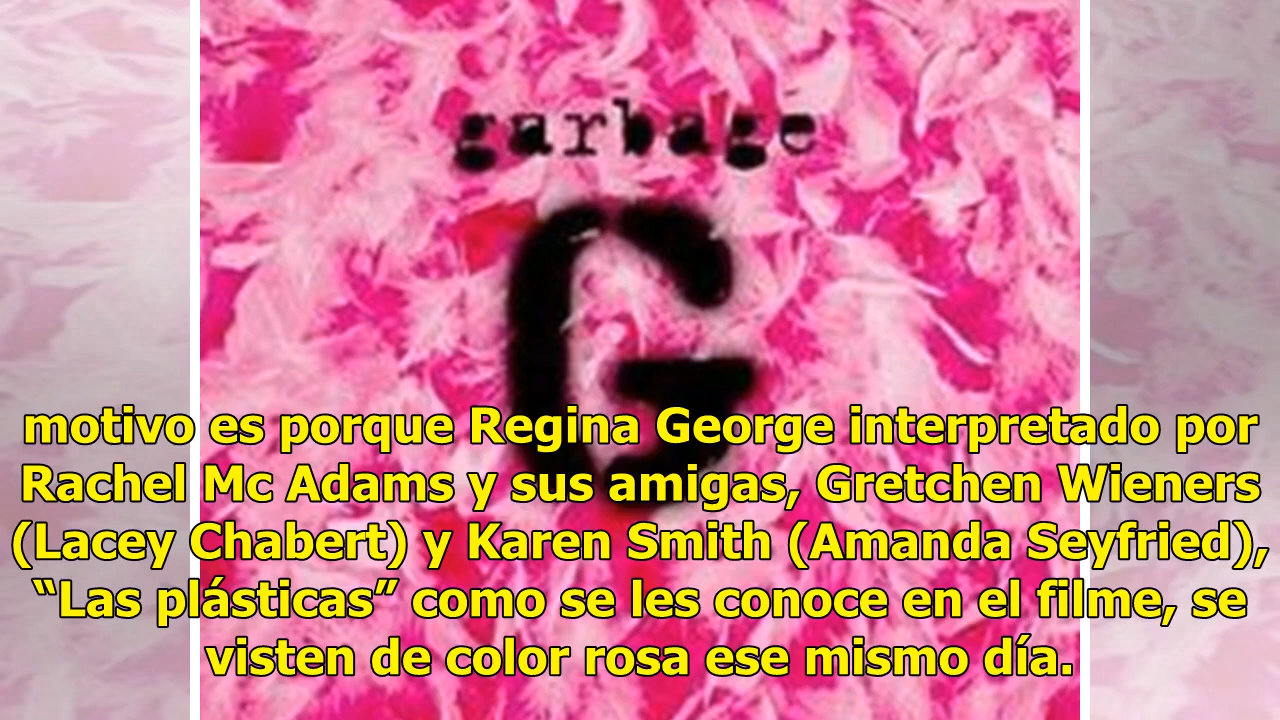 garbage
G
motivo es porque Regina George interpretado por
Rachel Mc Adams y sus amigas, Gretchen Wieners
(Lacey Chabert) y Karen Smith (Amanda Seyfried),
“Las plásticas” como se les conoce en el filme, se
visten de color rosa ese mismo día.